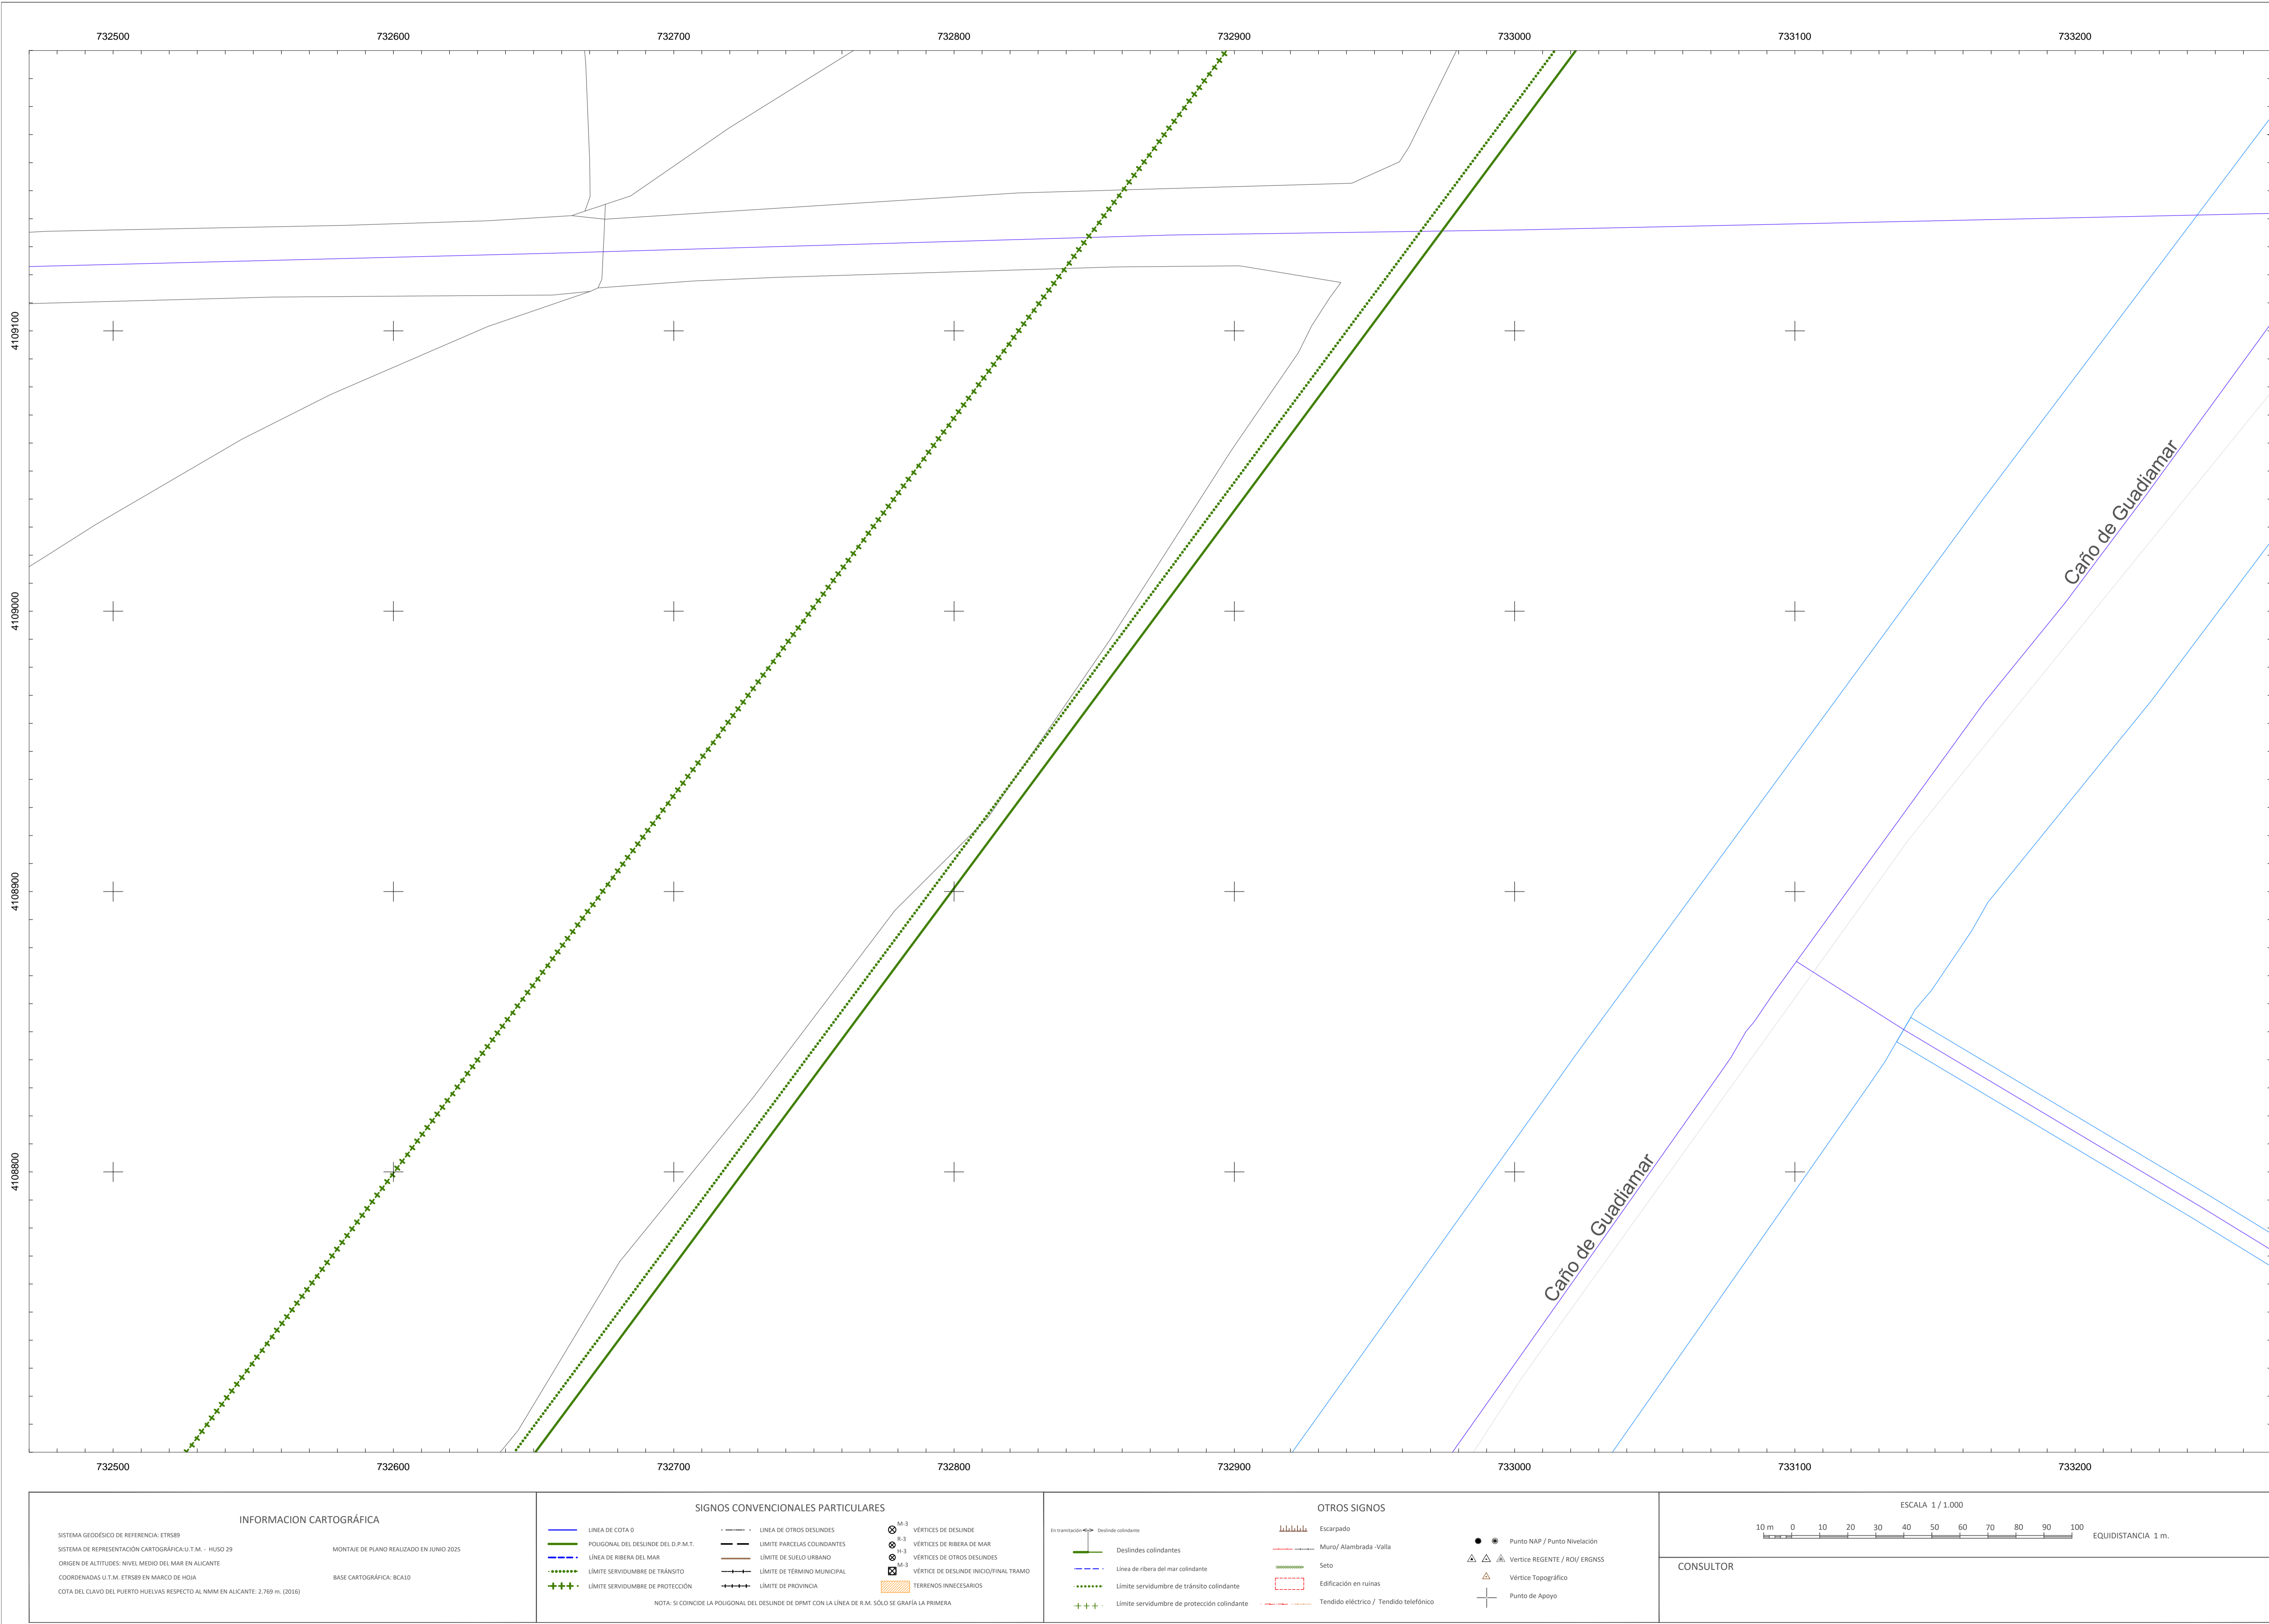 732500 732600 732700 732800 732900 733000 733100 733200
4109100
4109000
4108900
4108800
Caño de Guadiamar
Caño de Guadiamar
732500 732600 732700 732800 732900 733000 733100 733200
INFORMACION CARTOGRÁFICA
SISTEMA GEODÉSICO DE REFERENCIA: ETRS89
SISTEMA DE REPRESENTACIÓN CARTOGRÁFICA:U.T.M. - HUSO 29
MONTAJE DE PLANO REALIZADO EN JUNIO 2025
ORIGEN DE ALTITUDES: NIVEL MEDIO DEL MAR EN ALICANTE
COORDENADAS U.T.M. ETRS89 EN MARCO DE HOJA
BASE CARTOGRÁFICA: BCA10
COTA DEL CLAVO DEL PUERTO HUELVAS RESPECTO AL NMM EN ALICANTE: 2.769 m. (2016)
SIGNOS CONVENCIONALES PARTICULARES
LINEA DE COTA 0
POLIGONAL DEL DESLINDE DEL D.P.M.T.
LÍNEA DE RIBERA DEL MAR
LÍMITE SERVIDUMBRE DE TRÁNSITO
LÍMITE SERVIDUMBRE DE PROTECCIÓN
LINEA DE OTROS DESLINDES
LIMITE PARCELAS COLINDANTES
LÍMITE DE SUELO URBANO
LÍMITE DE TÉRMINO MUNICIPAL
LÍMITE DE PROVINCIA
M-3
VÉRTICES DE DESLINDE
R-3
VÉRTICES DE RIBERA DE MAR
H-3
VÉRTICES DE OTROS DESLINDES
M-3
VÉRTICE DE DESLINDE INICIO/FINAL TRAMO
TERRENOS INNECESARIOS
NOTA: SI COINCIDE LA POLIGONAL DEL DESLINDE DE DPMT CON LA LÍNEA DE R.M. SÓLO SE GRAFÍA LA PRIMERA
OTROS SIGNOS
En tramitación Deslinde colindante
Deslindes colindantes
Línea de ribera del mar colindante
Límite servidumbre de tránsito colindante
Límite servidumbre de protección colindante
Escarpado
Muro/ Alambrada -Valla
Seto
Edificación en ruinas
Tendido eléctrico / Tendido telefónico
Punto NAP / Punto Nivelación
Vertice REGENTE / ROI/ ERGNSS
Vértice Topográfico
Punto de Apoyo
ESCALA 1 / 1.000
10 m 0 10 20 30 40 50 60 70 80 90 100
EQUIDISTANCIA 1 m.
CONSULTOR